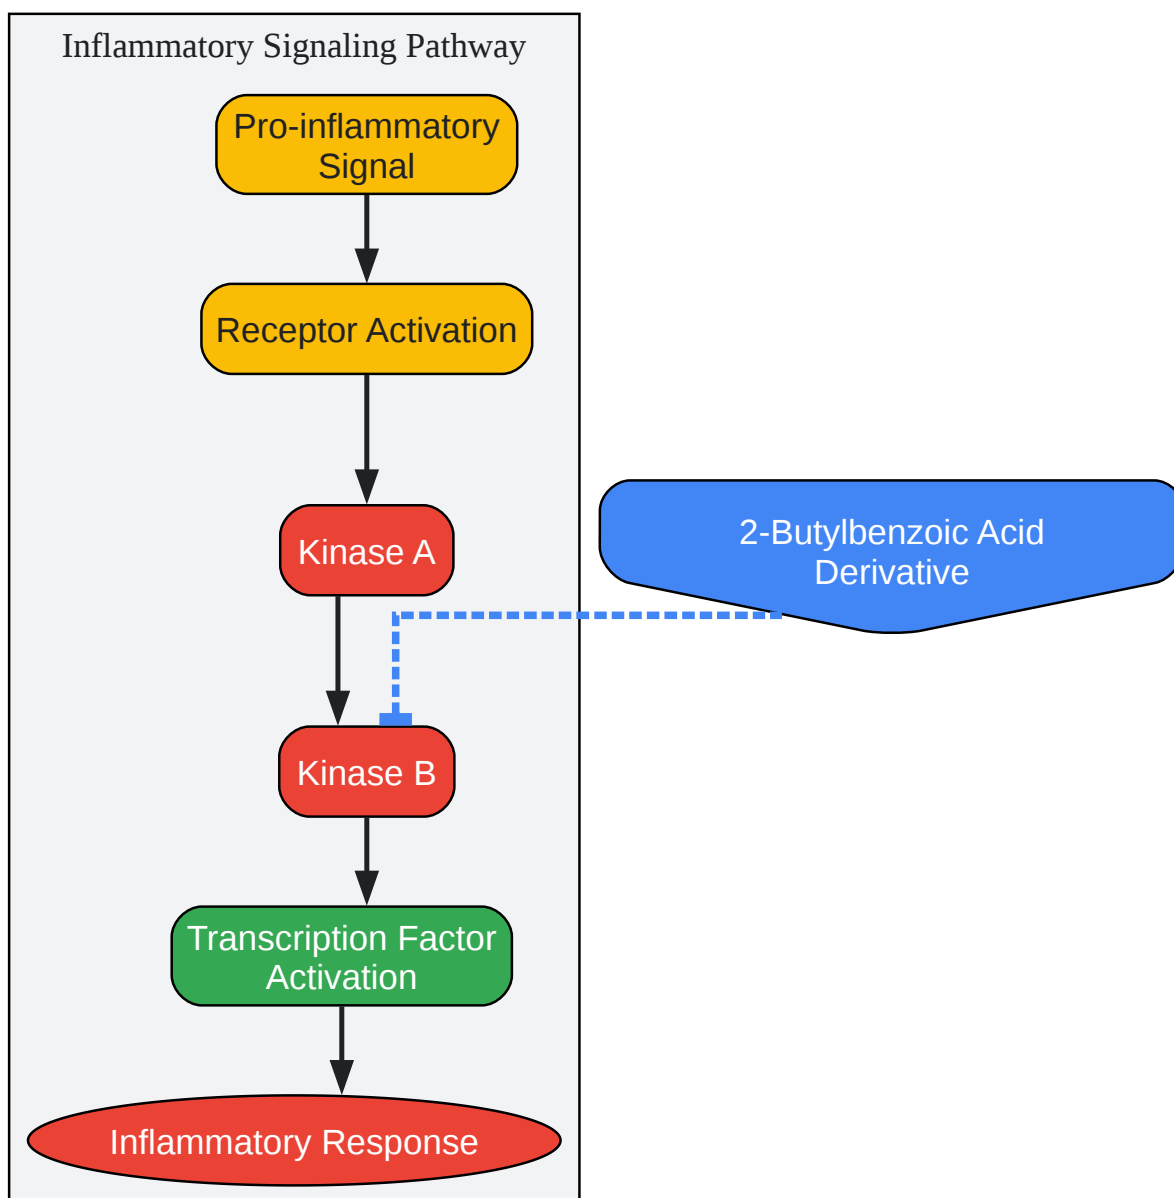 Inflammatory Signaling Pathway
Pro-inflammatory
Signal
Receptor Activation
Kinase A
2-Butylbenzoic Acid
Derivative
Kinase B
Transcription Factor
Activation
Inflammatory Response